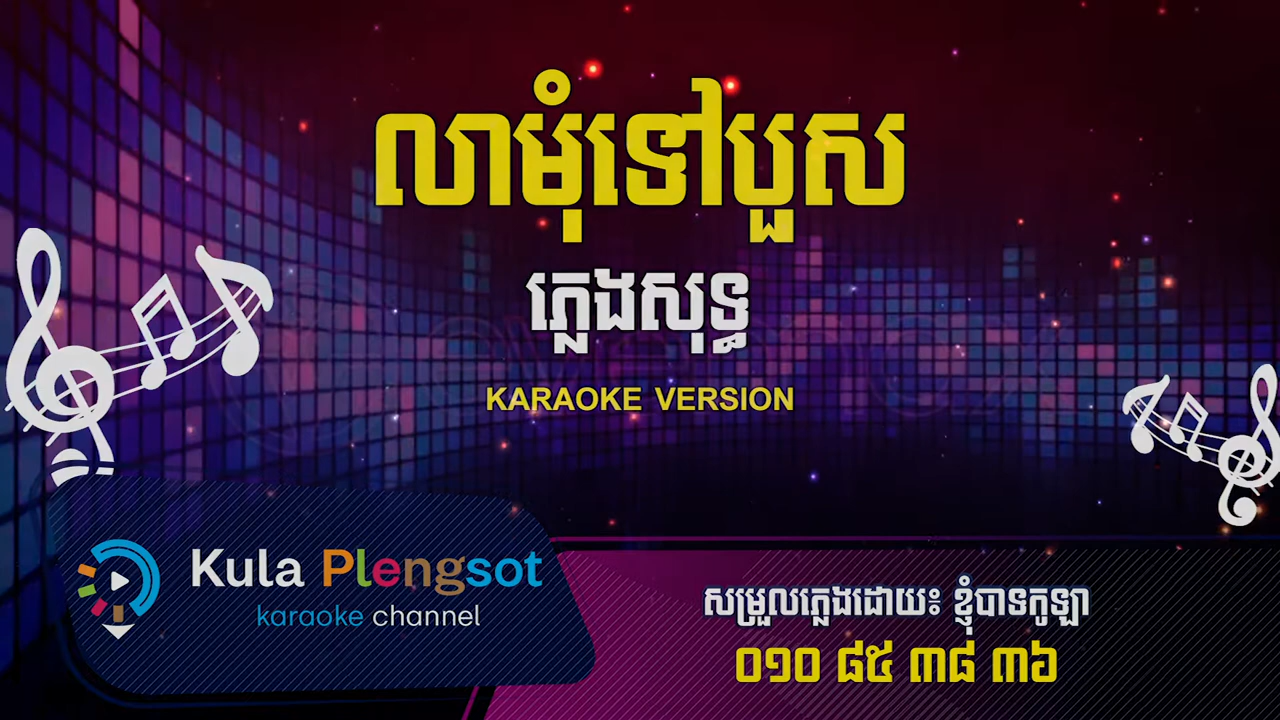 លាមុំទៅបួស
ភ្លេងសុទ្ធ
KARAOKE VERSION
Kula Plengsot
karaoke channel
សម្រួលភ្លេងដោយ៖ ខ្ញុំបាទកូឡា
០១០ ៨៥ ៣៨ ៣៦